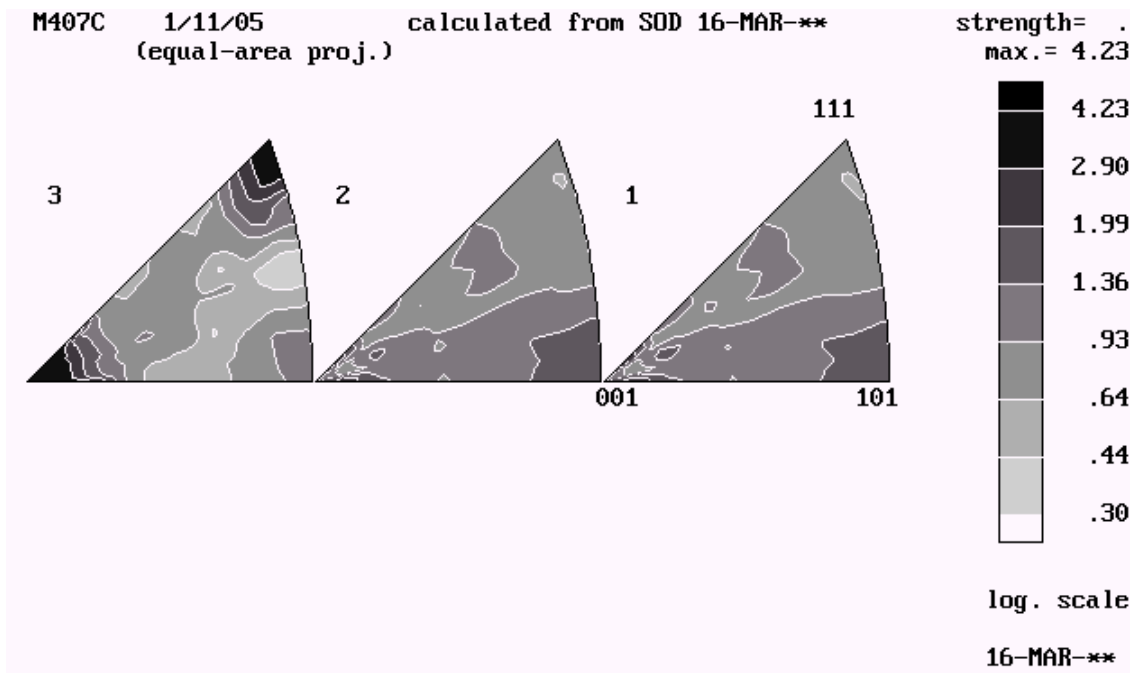 M407C 1/11/05 calculated from SOD 16-MAR-** strength= .
(equal-area proj.) max.= 4.23
111
3 2 1
001 101
4.23
2.90
1.99
1.36
.93
.64
.44
.30
log. scale
16-MAR-**